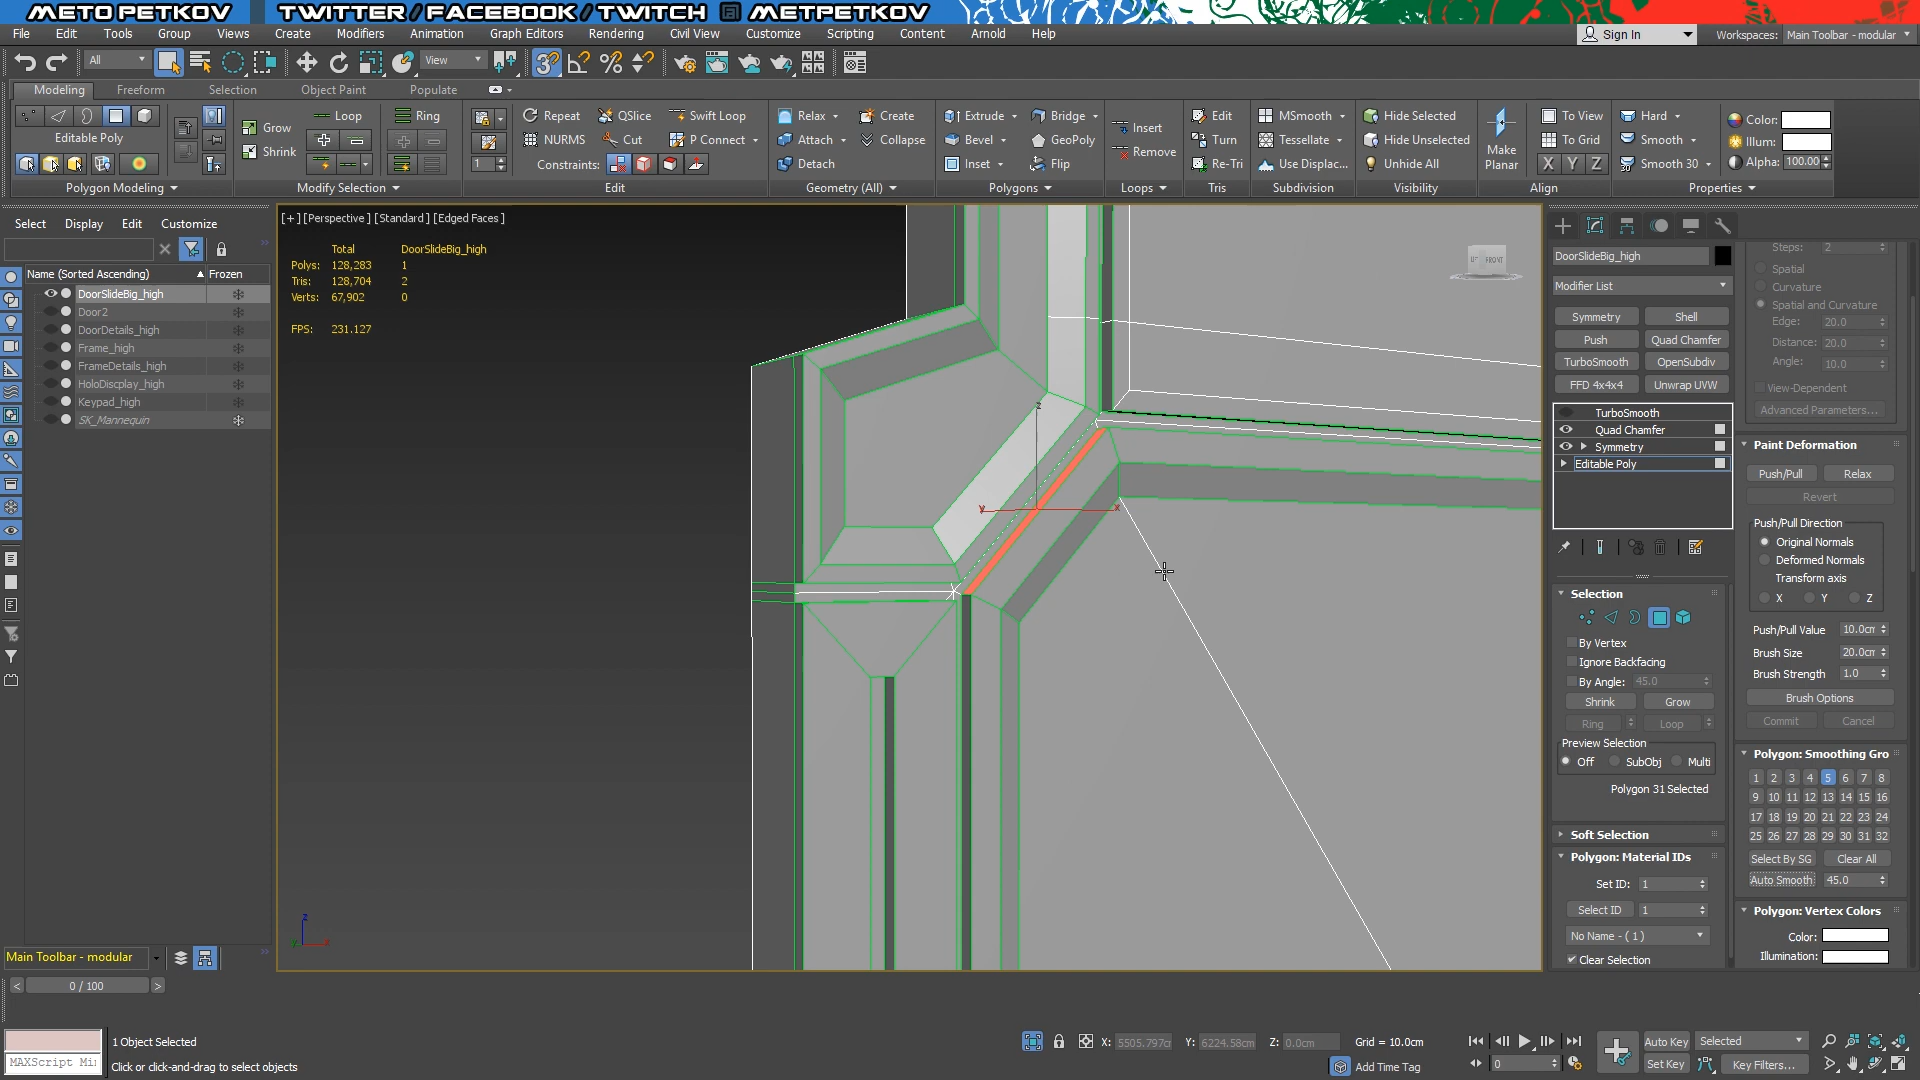 METO PETKOV TWITTER / FACEBOOK / TWITCH @ METPETKOV
File Edit Tools Group Views Create Modifiers Animation Graph Editors Rendering Civil View Customize Scripting Content Arnold Help Sign In Workspaces: Main Toolbar - modular
All View
Modeling Freeform Selection Object Paint Populate
Grow Loop Ring Repeat QSlice Swift Loop Relax Create Extrude Bridge Insert Edit MSmooth Hide Selected To View Hard Color:
Editable Poly NURMS Cut P Connect Attach Collapse Bevel GeoPoly Turn Tessellate Hide Unselected To Grid Smooth Illum:
Shrink 1 Constraints: Detach Inset Flip Remove Re-Tri Use Displac... Unhide All Make Planar X Y Z Smooth 30 Alpha: 100.00
Polygon Modeling Modify Selection Edit Geometry (All) Polygons Loops Tris Subdivision Visibility Align Properties
Select Display Edit Customize
Name (Sorted Ascending) Frozen
DoorSlideBig_high
Door2
DoorDetails_high
Frame_high
FrameDetails_high
HoloDiscplay_high
Keypad_high
SK_Mannequin
[+] [Perspective] [Standard] [Edged Faces]
Total DoorSlideBig_high
Polys: 128,283 1
Tris: 128,704 2
Verts: 67,902 0
FPS: 231.127
FRONT
z
y x
z
x
DoorSlideBig_high
Modifier List
Symmetry Shell
Push Quad Chamfer
TurboSmooth OpenSubdiv
FFD 4x4x4 Unwrap UVW
TurboSmooth
Quad Chamfer
Symmetry
Editable Poly
Selection
By Vertex
Ignore Backfacing
By Angle: 45.0
Shrink Grow
Ring Loop
Preview Selection
Off SubObj Multi
Polygon 31 Selected
Soft Selection
Polygon: Material IDs
Set ID: 1
Select ID 1
No Name - ( 1 )
Clear Selection
Steps: 2
Spatial
Curvature
Spatial and Curvature
Edge: 20.0
Distance: 20.0
Angle: 10.0
View-Dependent
Advanced Parameters...
Paint Deformation
Push/Pull Relax
Revert
Push/Pull Direction
Original Normals
Deformed Normals
Transform axis
X Y Z
Push/Pull Value 10.0cm
Brush Size 20.0cm
Brush Strength 1.0
Brush Options
Commit Cancel
Polygon: Smoothing Gro
1 2 3 4 5 6 7 8
9 10 11 12 13 14 15 16
17 18 19 20 21 22 23 24
25 26 27 28 29 30 31 32
Select By SG Clear All
Auto Smooth 45.0
Polygon: Vertex Colors
Color:
Illumination:
Main Toolbar - modular
< 0 / 100 >
1 Object Selected
MAXScript Mi
Click or click-and-drag to select objects
X: 5505.797c Y: 6224.58cm Z: 0.0cm Grid = 10.0cm
Add Time Tag
0
Auto Key Selected
Set Key Key Filters...